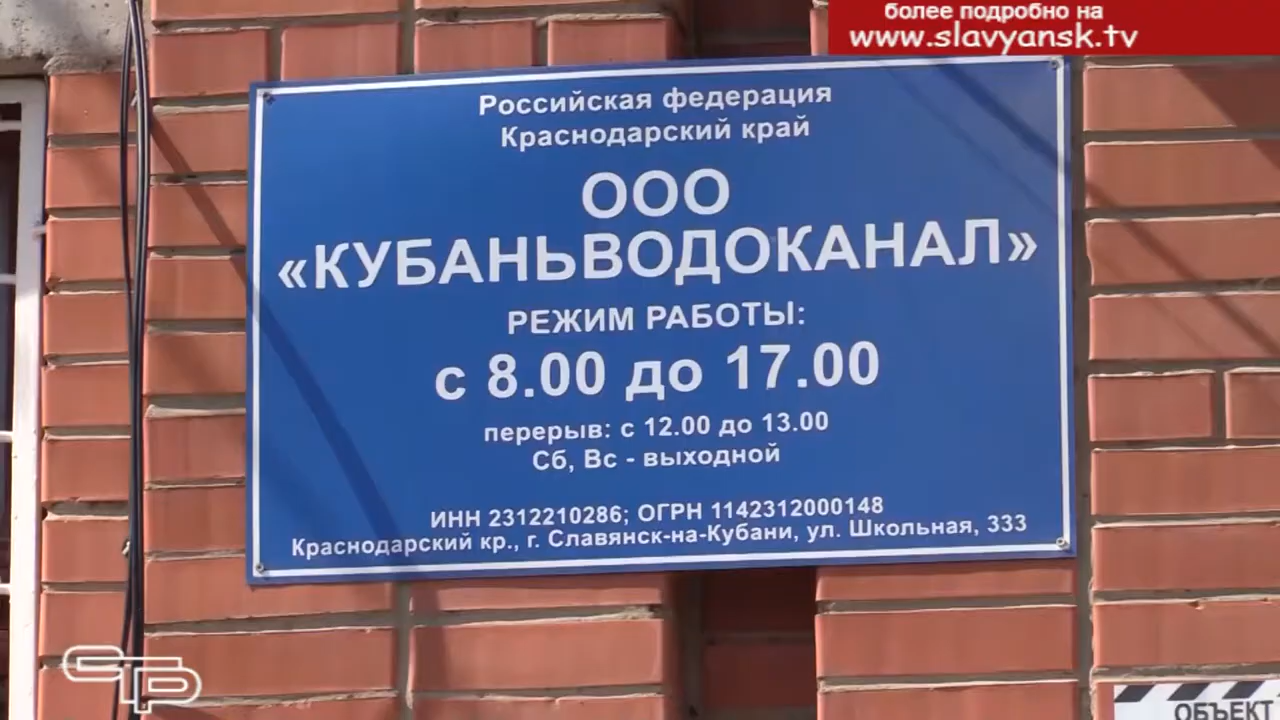 более подробно на
www.slavyansk.tv
Российская федерация
Краснодарский край
ООО
«КУБАНЬВОДОКАНАЛ»
РЕЖИМ РАБОТЫ:
с 8.00 до 17.00
перерыв: с 12.00 до 13.00
Сб, Вс - выходной
ИНН 2312210286; ОГРН 1142312000148
Краснодарский кр., г. Славянск-на-Кубани, ул. Школьная, 333
СТР
ОБЪЕКТ